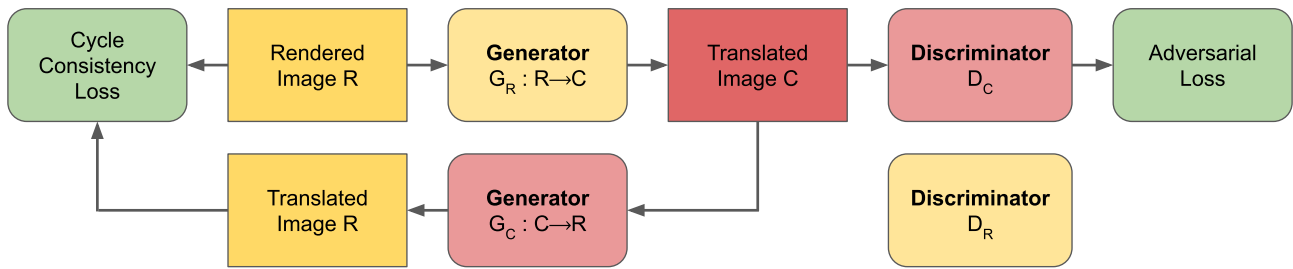 Cycle
Consistency
Loss
Rendered
Image R
Generator
G_R : R→C
Translated
Image C
Discriminator
D_C
Adversarial
Loss
Translated
Image R
Generator
G_C : C→R
Discriminator
D_R